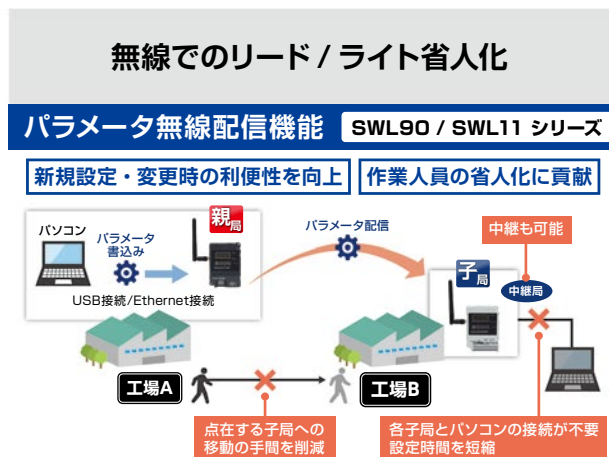 無線でのリード / ライト省人化
パラメータ無線配信機能 SWL90 / SWL11 シリーズ
新規設定・変更時の利便性を向上 作業人員の省人化に貢献
パソコン
パラメータ
書込み
親局
USB接続/Ethernet接続
パラメータ配信
中継も可能
子局
中継局
工場A
工場B
点在する子局への
移動の手間を削減
各子局とパソコンの接続が不要
設定時間を短縮